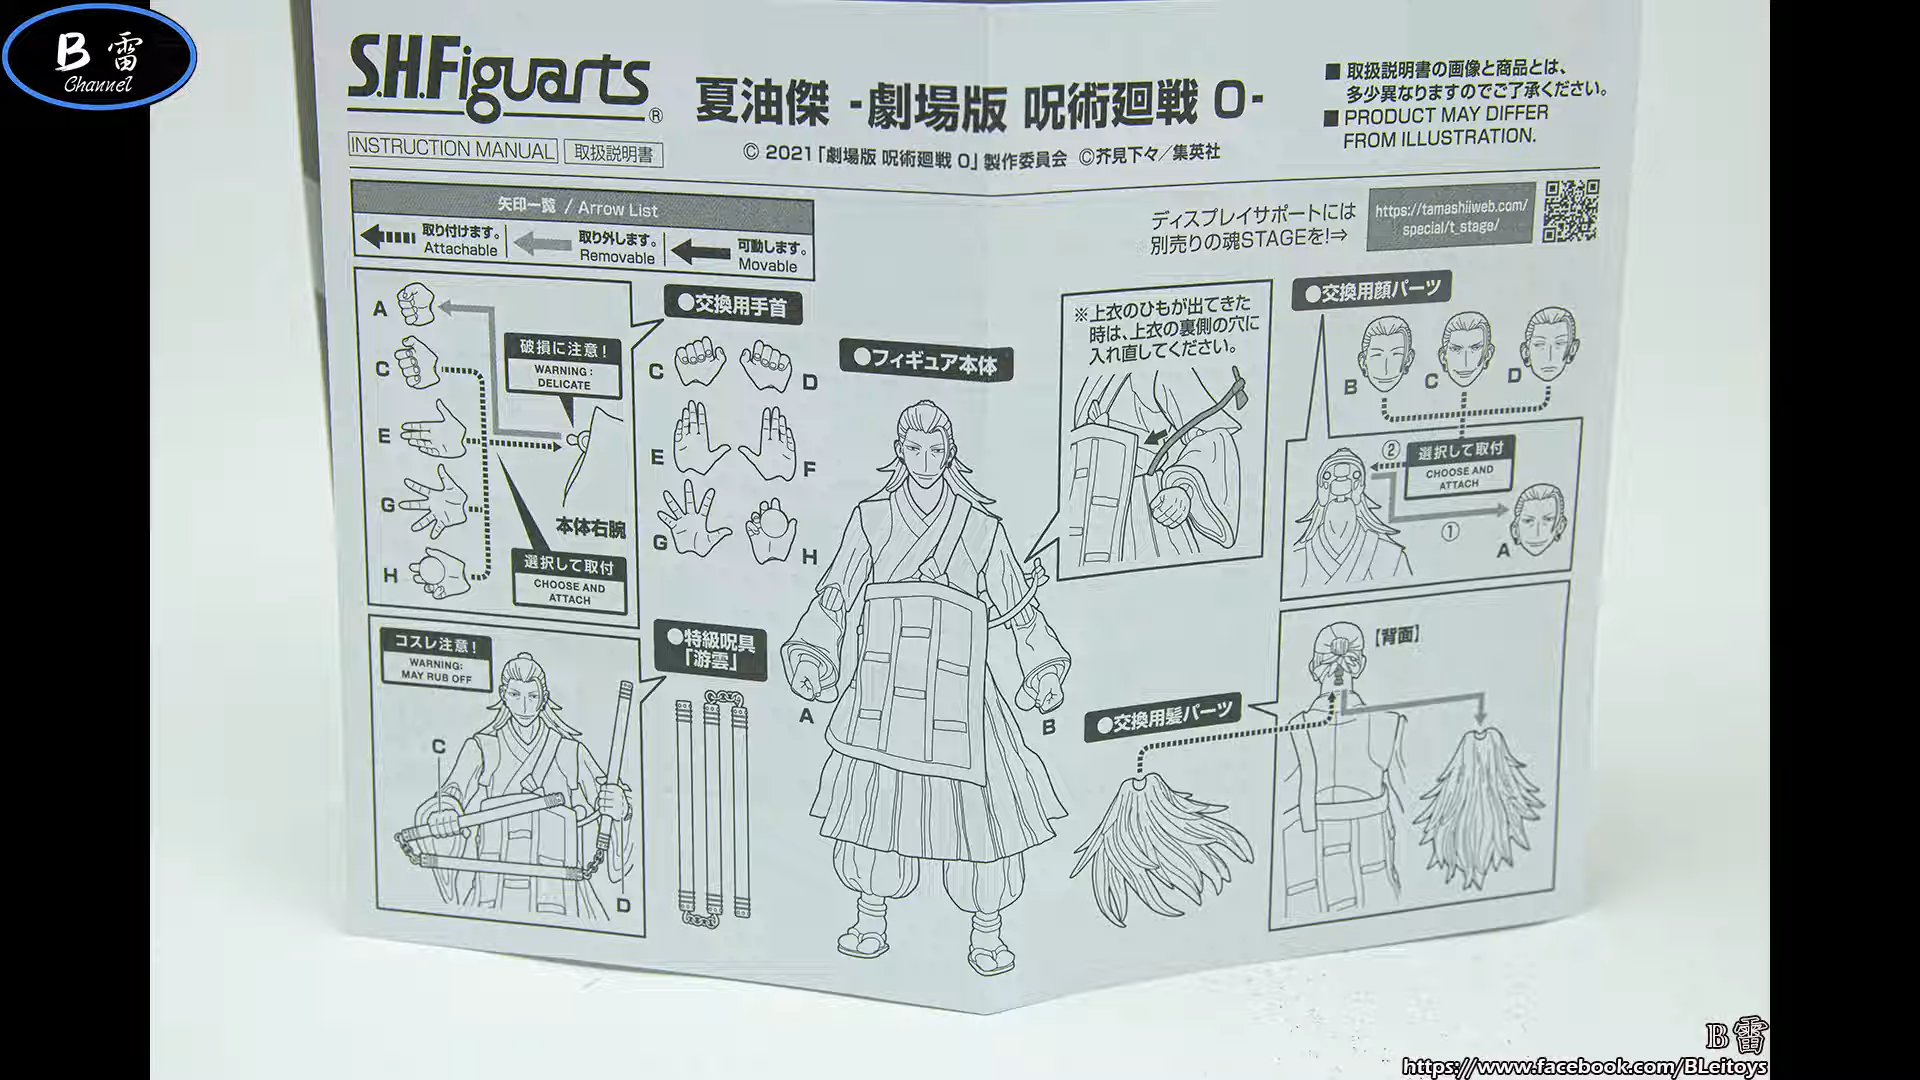 B 雷
Channel
S.H.Figuarts®
INSTRUCTION MANUAL 取扱説明書
夏油傑 -劇場版 呪術廻戦 0-
© 2021「劇場版 呪術廻戦 0」製作委員会 ©芥見下々／集英社
■ 取扱説明書の画像と商品とは、
多少異なりますのでご了承ください。
■ PRODUCT MAY DIFFER
FROM ILLUSTRATION.
矢印一覧 / Arrow List
取り付けます。
Attachable
取り外します。
Removable
可動します。
Movable
ディスプレイサポートには
別売りの魂STAGEを!⇒
https://tamashiiweb.com/
special/t_stage/
A
C
E
G
H
破損に注意!
WARNING:
DELICATE
本体右腕
選択して取付
CHOOSE AND
ATTACH
●交換用手首
C
D
E
F
G
H
●フィギュア本体
A
B
※上衣のひもが出てきた
時は、上衣の裏側の穴に
入れ直してください。
●交換用顔パーツ
B
C
D
②
選択して取付
CHOOSE AND
ATTACH
①
A
コスレ注意!
WARNING:
MAY RUB OFF
C
D
●特級呪具
「游雲」
●交換用髪パーツ
【背面】
B雷
https://www.facebook.com/BLeitoys